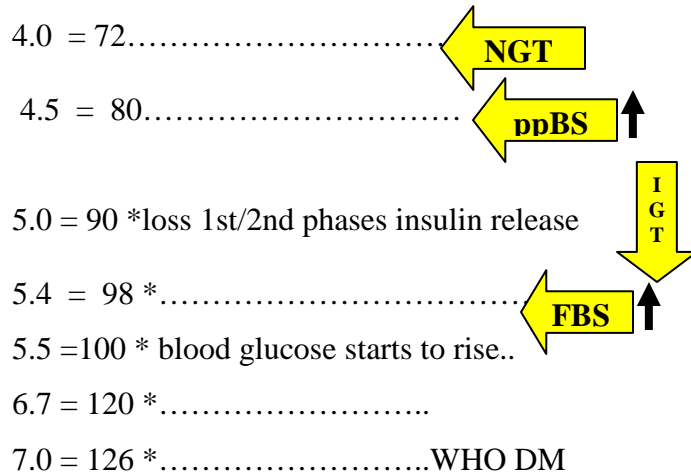 4.0 = 72……………………………… NGT
4.5 = 80………………………… ppBS
I
G
T
5.0 = 90 *loss 1st/2nd phases insulin release
5.4 = 98 *……………………………… FBS
5.5 =100 * blood glucose starts to rise..
6.7 = 120 *……………………..
7.0 = 126 *……………………..WHO DM